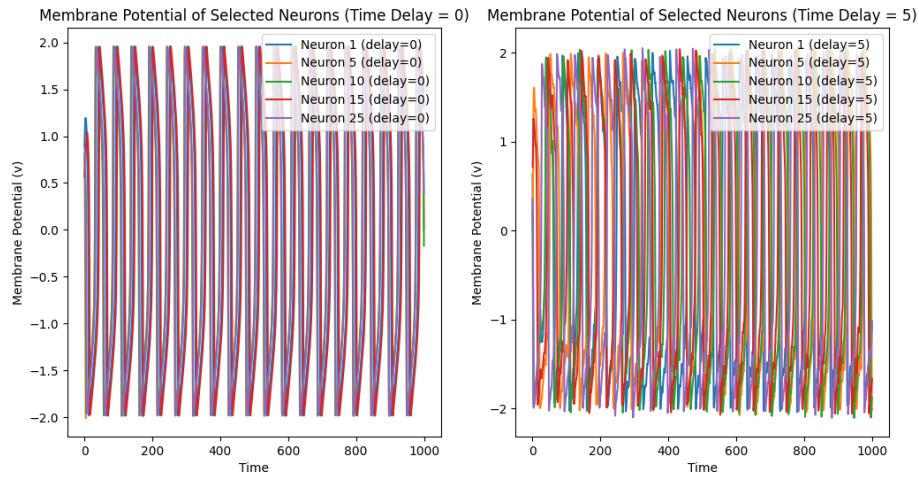 Membrane Potential of Selected Neurons (Time Delay = 0)
2.0
1.5
1.0
0.5
0.0
−0.5
−1.0
−1.5
−2.0
Membrane Potential (v)
Neuron 1 (delay=0)
Neuron 5 (delay=0)
Neuron 10 (delay=0)
Neuron 15 (delay=0)
Neuron 25 (delay=0)
0 200 400 600 800 1000
Time
Membrane Potential of Selected Neurons (Time Delay = 5)
2
1
0
−1
−2
Membrane Potential (v)
Neuron 1 (delay=5)
Neuron 5 (delay=5)
Neuron 10 (delay=5)
Neuron 15 (delay=5)
Neuron 25 (delay=5)
0 200 400 600 800 1000
Time